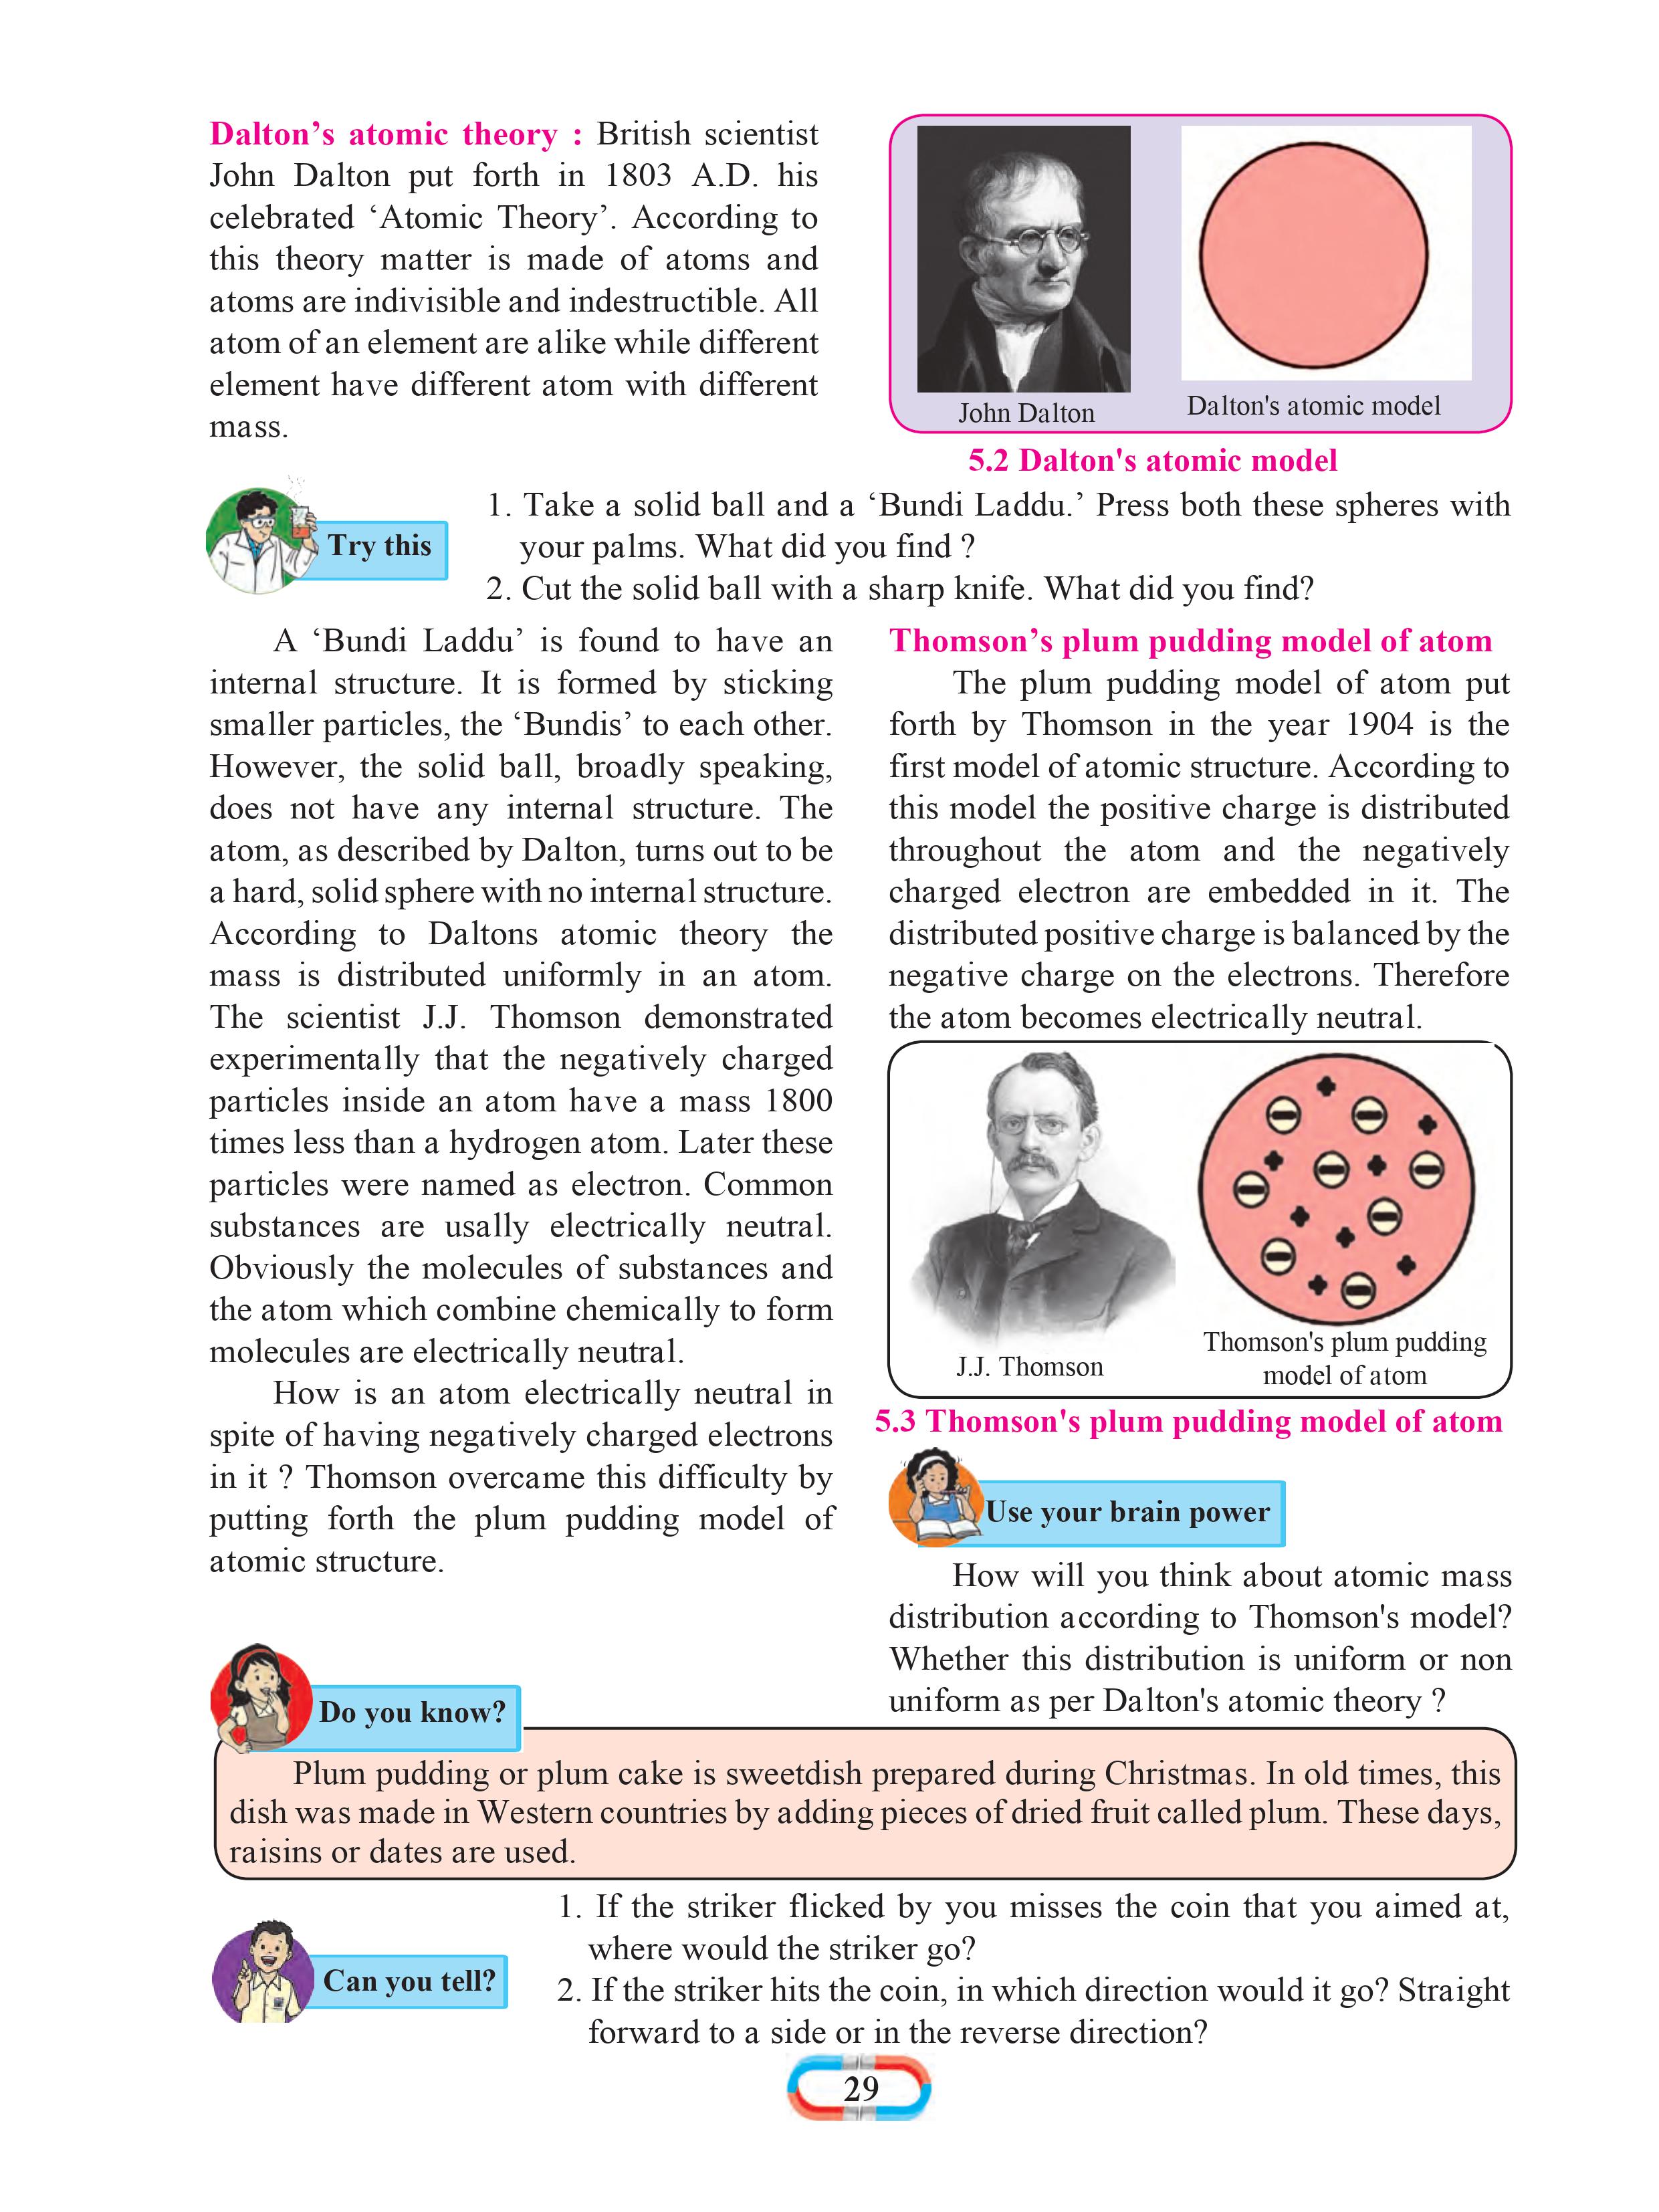 Dalton’s atomic theory : British scientist
John Dalton put forth in 1803 A.D. his
celebrated ‘Atomic Theory’. According to
this theory matter is made of atoms and
atoms are indivisible and indestructible. All
atom of an element are alike while different
element have different atom with different
mass.
John Dalton
Dalton's atomic model
5.2 Dalton's atomic model
Try this
1. Take a solid ball and a ‘Bundi Laddu.’ Press both these spheres with
your palms. What did you find ?
2. Cut the solid ball with a sharp knife. What did you find?
A ‘Bundi Laddu’ is found to have an
internal structure. It is formed by sticking
smaller particles, the ‘Bundis’ to each other.
However, the solid ball, broadly speaking,
does not have any internal structure. The
atom, as described by Dalton, turns out to be
a hard, solid sphere with no internal structure.
According to Daltons atomic theory the
mass is distributed uniformly in an atom.
The scientist J.J. Thomson demonstrated
experimentally that the negatively charged
particles inside an atom have a mass 1800
times less than a hydrogen atom. Later these
particles were named as electron. Common
substances are usally electrically neutral.
Obviously the molecules of substances and
the atom which combine chemically to form
molecules are electrically neutral.
How is an atom electrically neutral in
spite of having negatively charged electrons
in it ? Thomson overcame this difficulty by
putting forth the plum pudding model of
atomic structure.
Thomson’s plum pudding model of atom
The plum pudding model of atom put
forth by Thomson in the year 1904 is the
first model of atomic structure. According to
this model the positive charge is distributed
throughout the atom and the negatively
charged electron are embedded in it. The
distributed positive charge is balanced by the
negative charge on the electrons. Therefore
the atom becomes electrically neutral.
J.J. Thomson
Thomson's plum pudding
model of atom
5.3 Thomson's plum pudding model of atom
Use your brain power
How will you think about atomic mass
distribution according to Thomson's model?
Whether this distribution is uniform or non
uniform as per Dalton's atomic theory ?
Do you know?
Plum pudding or plum cake is sweetdish prepared during Christmas. In old times, this
dish was made in Western countries by adding pieces of dried fruit called plum. These days,
raisins or dates are used.
Can you tell?
1. If the striker flicked by you misses the coin that you aimed at,
where would the striker go?
2. If the striker hits the coin, in which direction would it go? Straight
forward to a side or in the reverse direction?
29